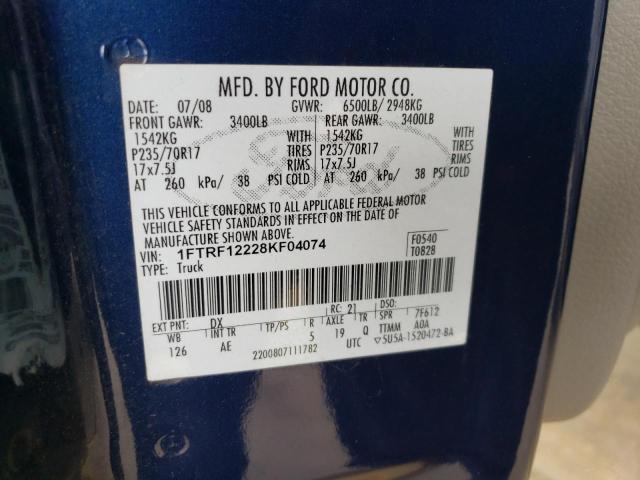 MFD. BY FORD MOTOR CO.
DATE: 07/08 GVWR: 6500LB/ 2948KG
FRONT GAWR: 3400LB REAR GAWR: 3400LB
1542KG WITH 1542KG WITH
P235/70R17 TIRES P235/70R17 TIRES
17x7.5J RIMS 17x7.5J RIMS
AT 260 kPa/ 38 PSI COLD AT 260 kPa/ 38 PSI COLD
THIS VEHICLE CONFORMS TO ALL APPLICABLE FEDERAL MOTOR
VEHICLE SAFETY STANDARDS IN EFFECT ON THE DATE OF
MANUFACTURE SHOWN ABOVE.
VIN: 1FTRF12228KF04074 F0540
TYPE: Truck T0828
EXT PNT: DX RC: 21 DSO:
WB INT TR TP/PS R AXLE TR SPR 7F612
126 AE 5 19 Q TTMM A0A
2200807111782 UTC ▽5U5A-1520472-BA